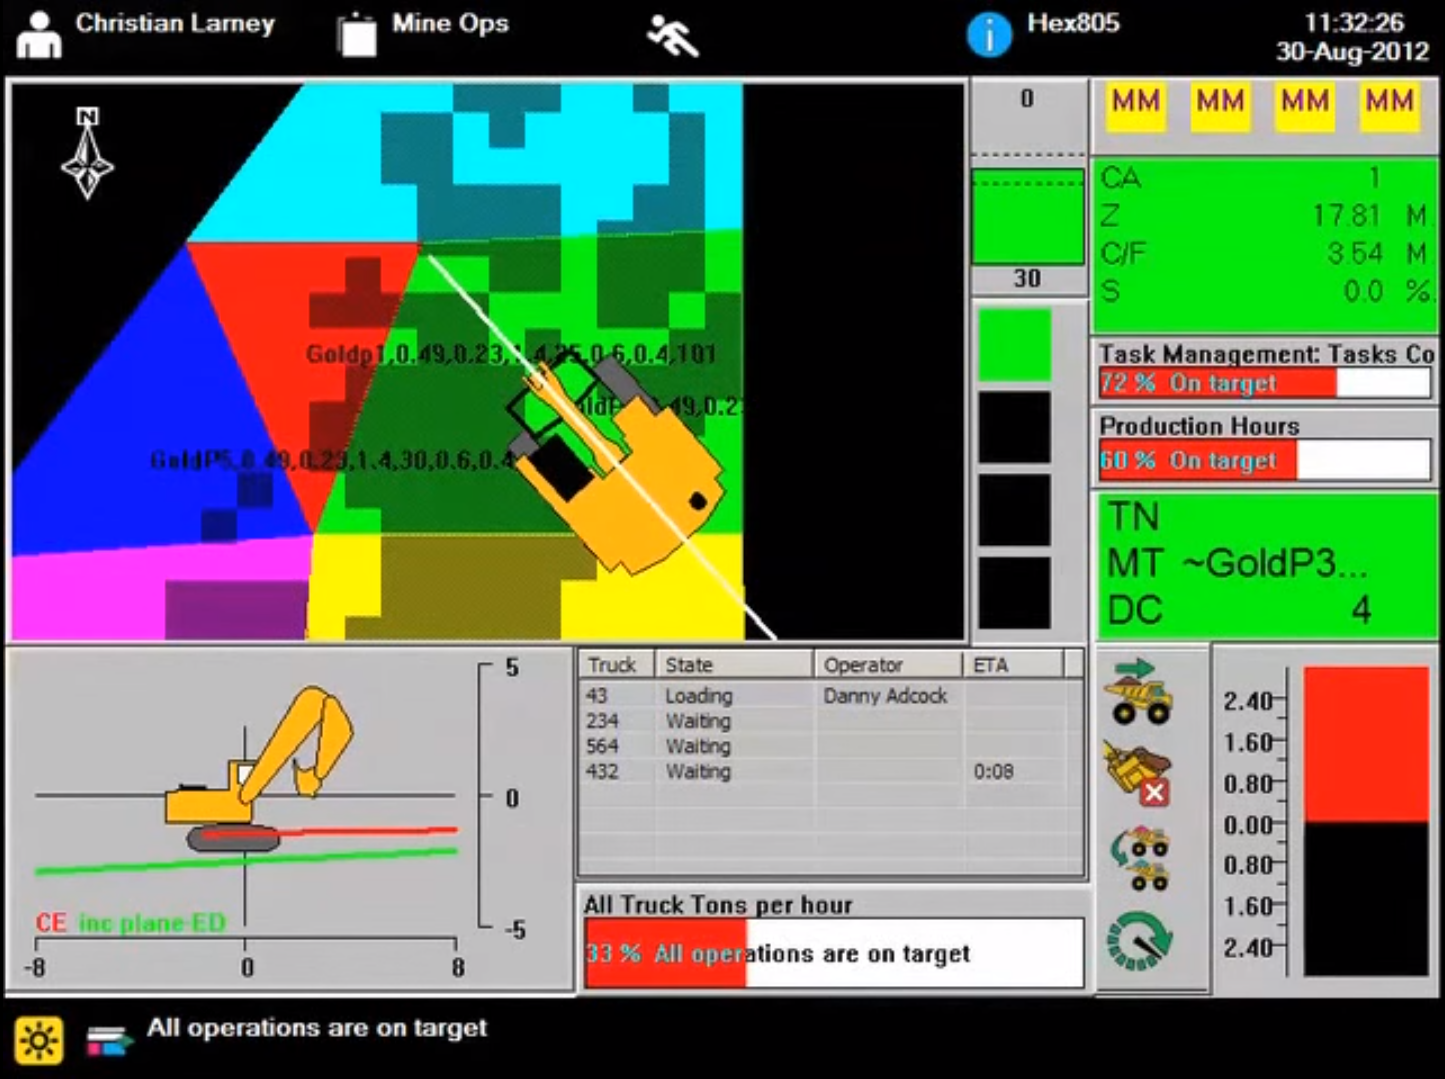 Christian Larney
Mine Ops
Hex805
11:32:26
30-Aug-2012
N
0
30
MM MM MM MM
CA 1
Z 17.81 M
C/F 3.54 M
S 0.0 %
Task Management: Tasks Co
72 % On target
Production Hours
60 % On target
TN
MT ~GoldP3...
DC 4
Goldp1,0.49,0.23,1.4,25,0.6,0.4,101
49,0.2
GoldP5,0.49,0.23,1.4,30,0.6,0.4
5
0
-5
CE inc plane ED
-8 0 8
Truck State Operator ETA
43 Loading Danny Adcock
234 Waiting
564 Waiting
432 Waiting 0:08
All Truck Tons per hour
33 % All operations are on target
2.40
1.60
0.80
0.00
0.80
1.60
2.40
All operations are on target